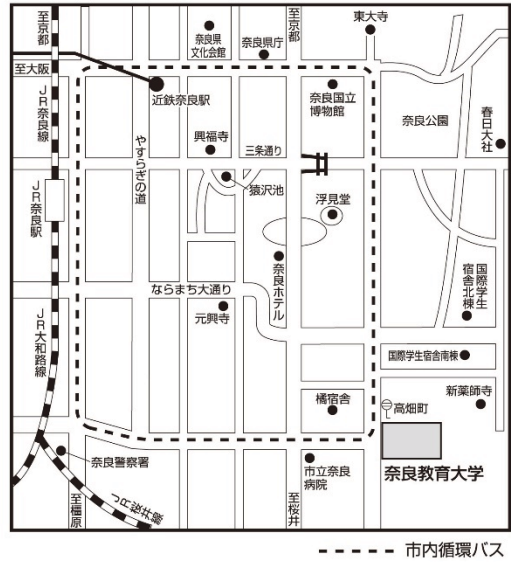 至京都
至京都
東大寺
奈良県
文化会館
奈良県庁
至大阪
近鉄奈良駅
奈良国立
博物館
奈良公園
春日大社
JR奈良線
やすらぎの道
興福寺
三条通り
猿沢池
浮見堂
JR奈良駅
奈良ホテル
国際学生
宿舎北棟
ならまち大通り
元興寺
JR大和路線
国際学生宿舎南棟
橘宿舎
高畑町
新薬師寺
奈良警察署
市立奈良
病院
奈良教育大学
至橿原
JR桜井線
至桜井
市内循環バス